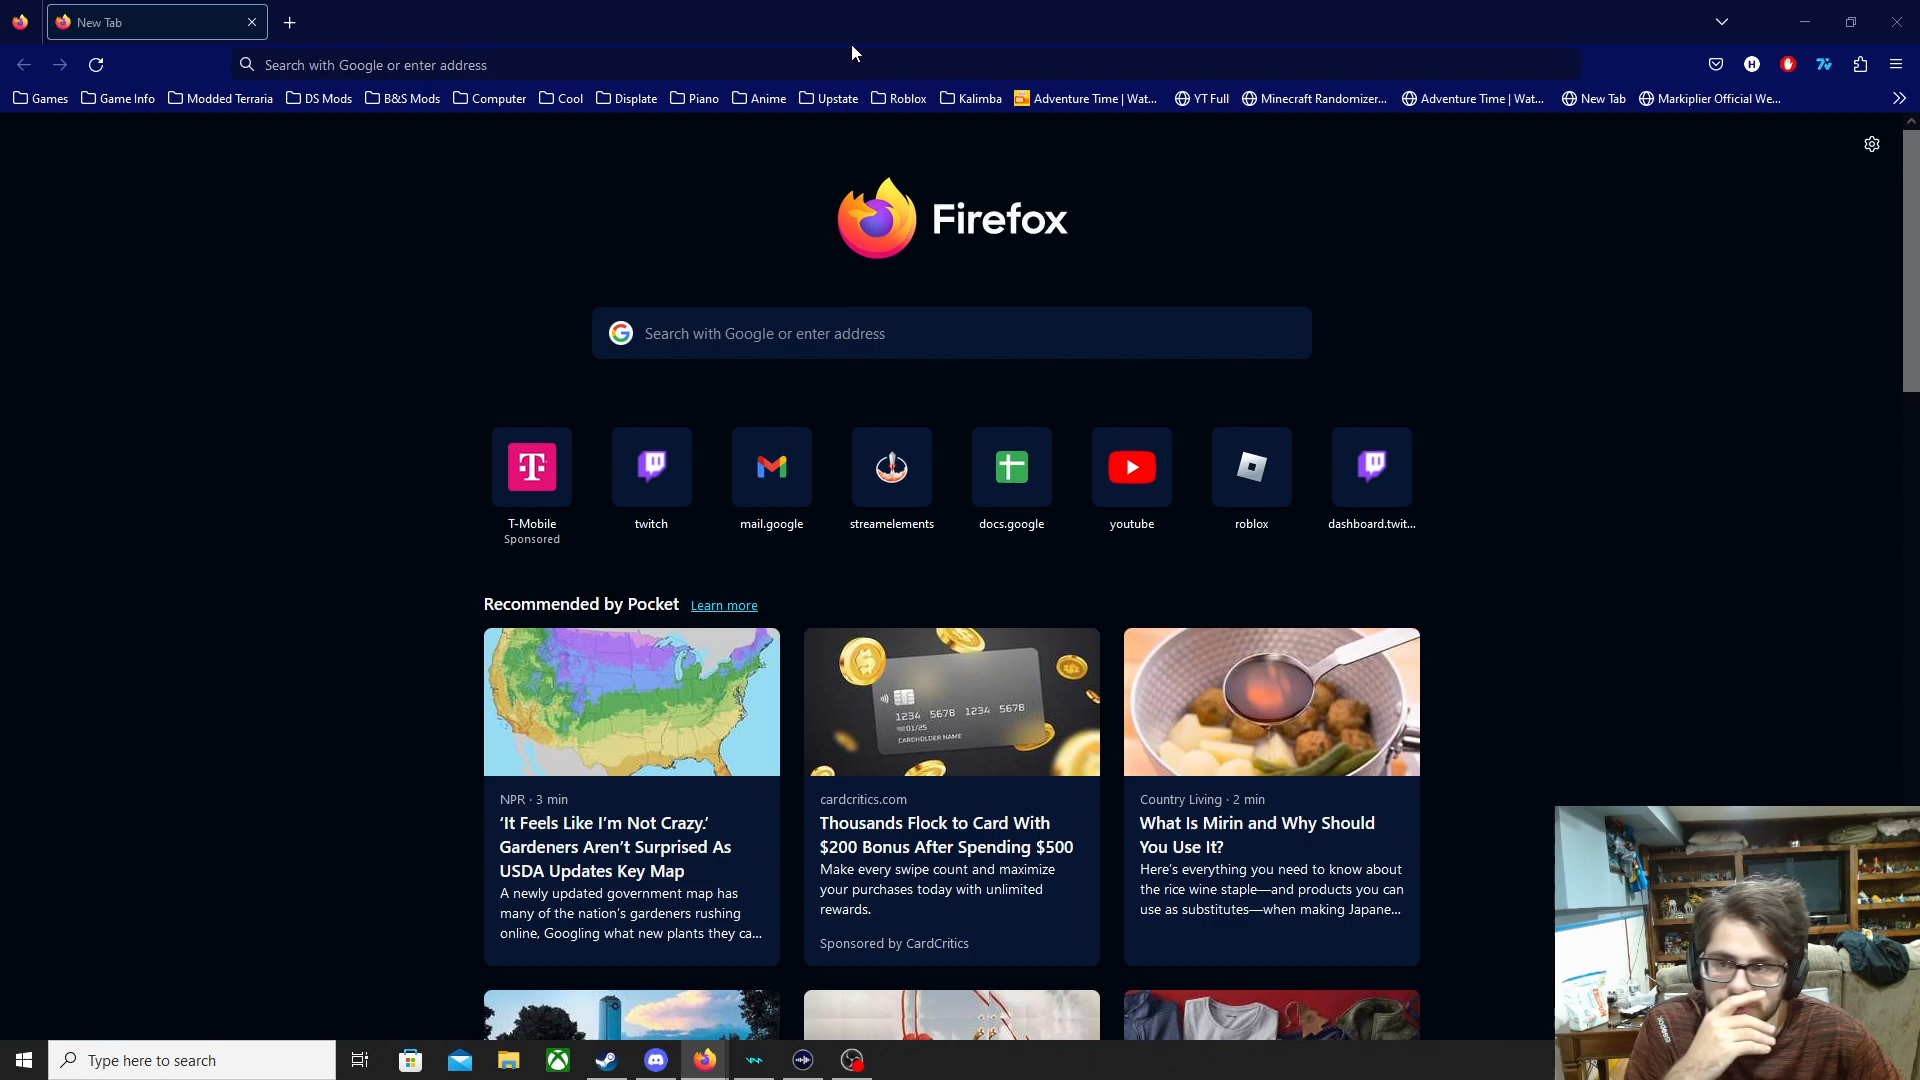 New Tab
Search with Google or enter address
Games Game Info Modded Terraria DS Mods B&S Mods Computer Cool Displate Piano Anime Upstate Roblox Kalimba Adventure Time | Wat... YT Full Minecraft Randomizer... Adventure Time | Wat... New Tab Markiplier Official We...
Firefox
Search with Google or enter address
T-Mobile twitch mail.google streamelements docs.google youtube roblox dashboard.twit...
Sponsored
Recommended by Pocket Learn more
NPR · 3 min
‘It Feels Like I’m Not Crazy.’
Gardeners Aren’t Surprised As
USDA Updates Key Map
A newly updated government map has
many of the nation’s gardeners rushing
online, Googling what new plants they ca...
1234 5678 1234 5678
01/25
CARDHOLDER NAME
cardcritics.com
Thousands Flock to Card With
$200 Bonus After Spending $500
Make every swipe count and maximize
your purchases today with unlimited
rewards.
Sponsored by CardCritics
Country Living · 2 min
What Is Mirin and Why Should
You Use It?
Here’s everything you need to know about
the rice wine staple—and products you can
use as substitutes—when making Japane...
Type here to search